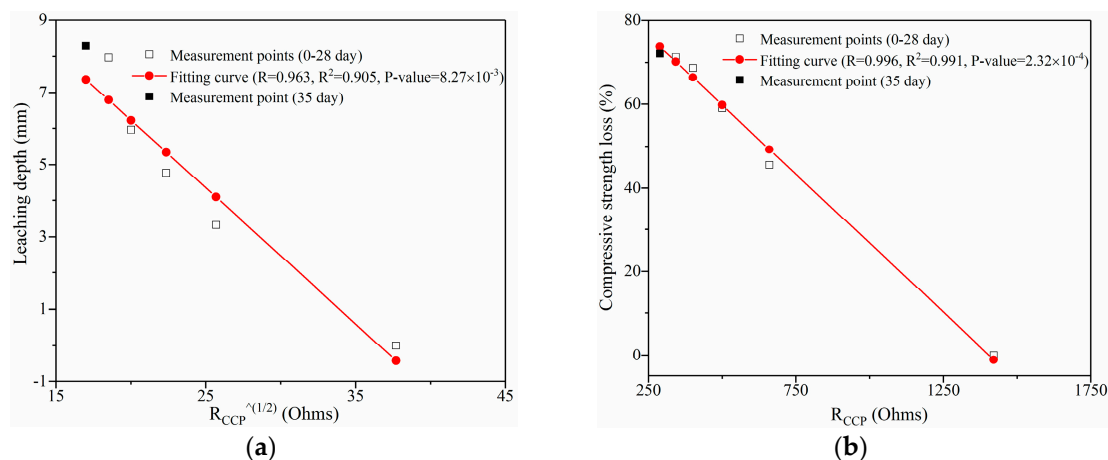 9
7
5
3
1
-1
15
25
35
45
Leaching depth (mm)
R_CCP^(1/2) (Ohms)
Measurement points (0-28 day)
Fitting curve (R=0.963, R²=0.905, P-value=8.27×10⁻³)
Measurement point (35 day)
(a)
80
70
60
40
20
0
250
750
1250
1750
Compressive strength loss (%)
R_CCP (Ohms)
Measurement points (0-28 day)
Fitting curve (R=0.996, R²=0.991, P-value=2.32×10⁻⁴)
Measurement point (35 day)
(b)